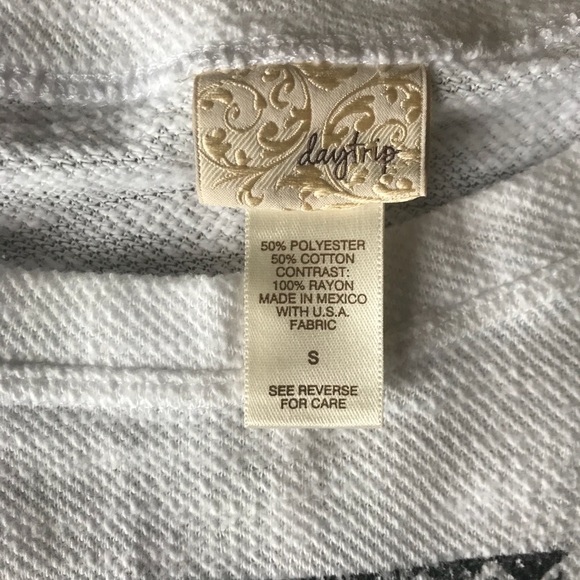 daytrip
50% POLYESTER
50% COTTON
CONTRAST:
100% RAYON
MADE IN MEXICO
WITH U.S.A.
FABRIC
S
SEE REVERSE
FOR CARE